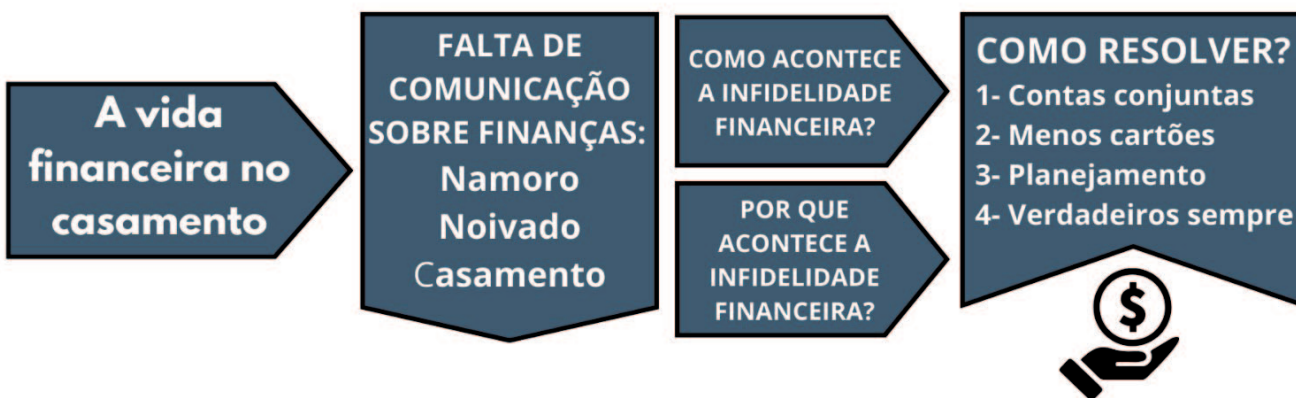 A vida
financeira no
casamento
FALTA DE
COMUNICAÇÃO
SOBRE FINANÇAS:
Namoro
Noivado
Casamento
COMO ACONTECE
A INFIDELIDADE
FINANCEIRA?
POR QUE
ACONTECE A
INFIDELIDADE
FINANCEIRA?
COMO RESOLVER?
1- Contas conjuntas
2- Menos cartões
3- Planejamento
4- Verdadeiros sempre
$